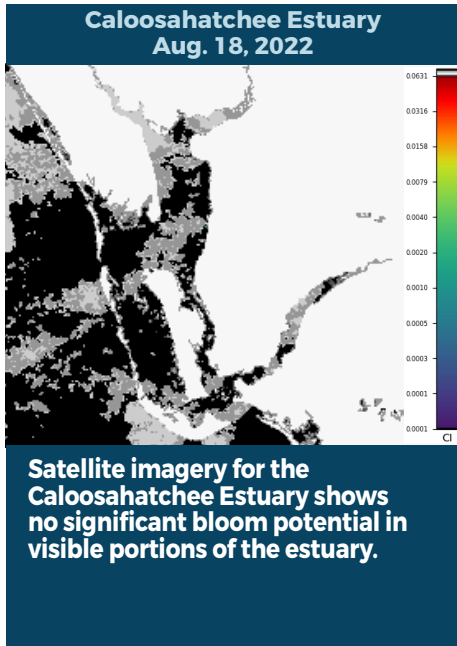 Caloosahatchee Estuary
Aug. 18, 2022
0.0631
0.0316
0.0158
0.0079
0.0040
0.0020
0.0010
0.0005
0.0003
0.0001
0.0001
CI
Satellite imagery for the
Caloosahatchee Estuary shows
no significant bloom potential in
visible portions of the estuary.